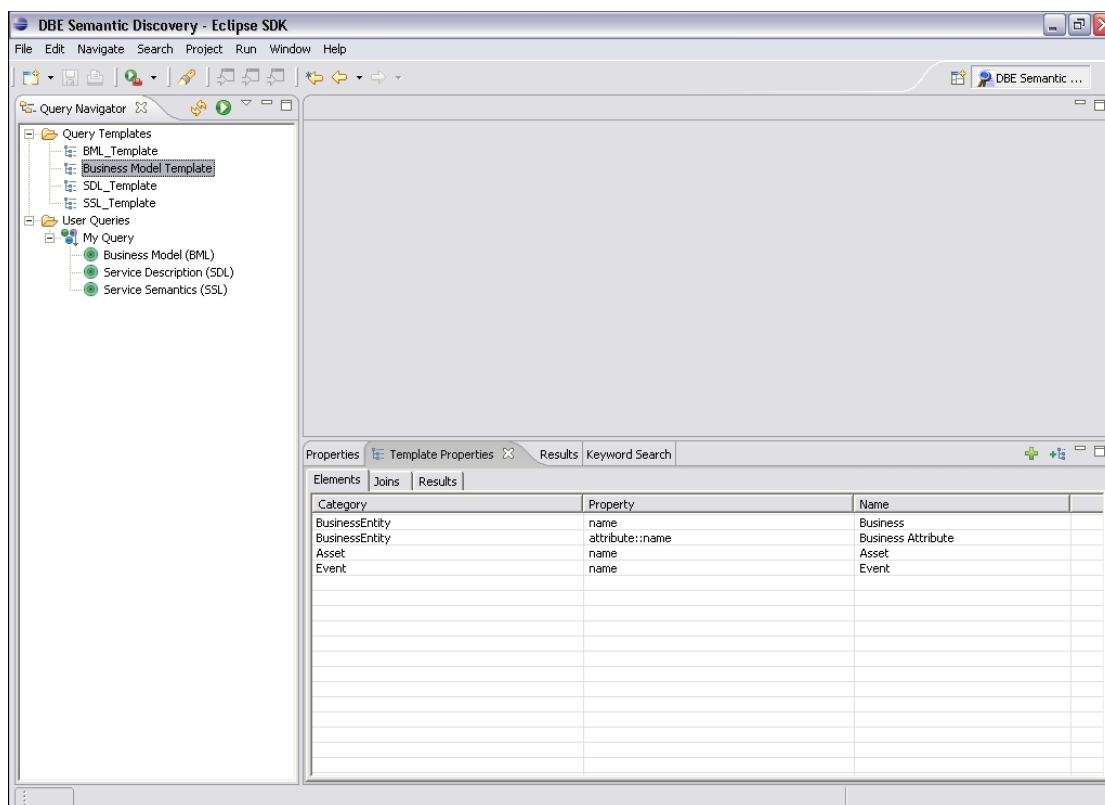 DBE Semantic Discovery - Eclipse SDK
File Edit Navigate Search Project Run Window Help
DBE Semantic ...
Query Navigator
Query Templates
BML_Template
Business Model Template
SDL_Template
SSL_Template
User Queries
My Query
Business Model (BML)
Service Description (SDL)
Service Semantics (SSL)
Properties Template Properties Results Keyword Search
Elements Joins Results
Category Property Name
BusinessEntity name Business
BusinessEntity attribute::name Business Attribute
Asset name Asset
Event name Event